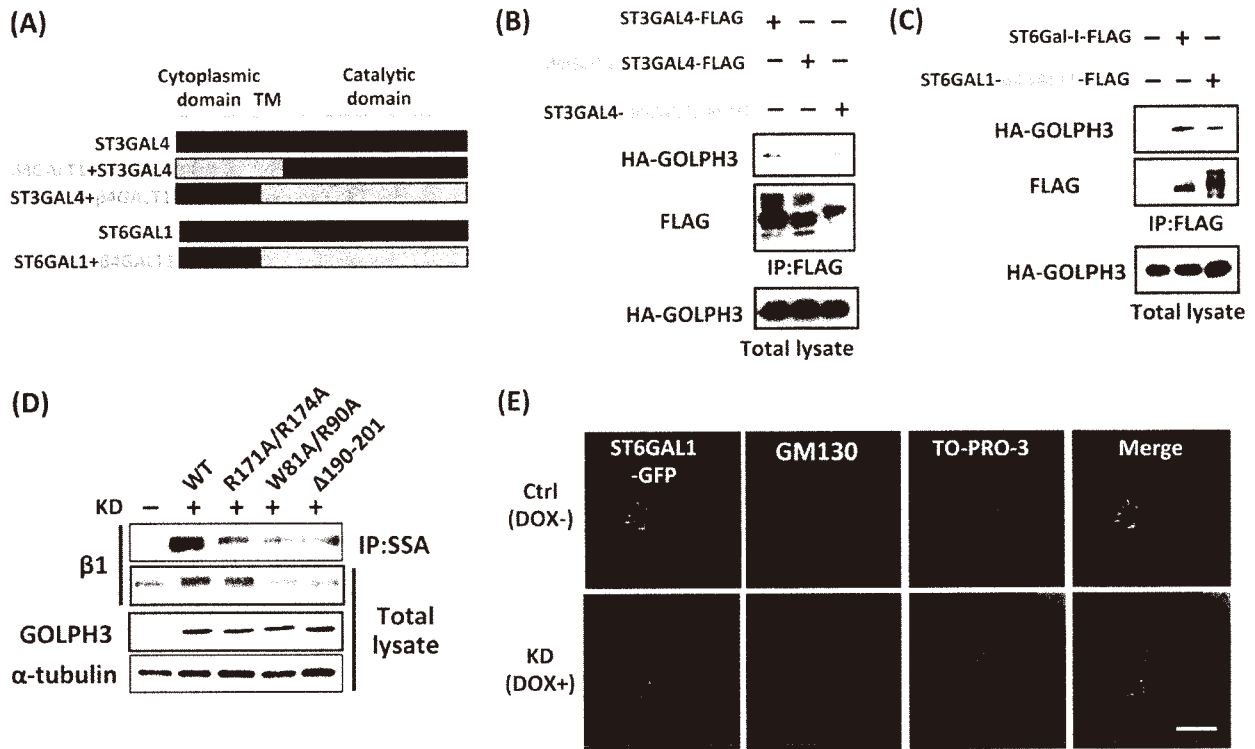 (A)
Cytoplasmic
domain TM
Catalytic
domain
ST3GAL4
β4GALT1+ST3GAL4
ST3GAL4+β4GALT1
ST6GAL1
ST6GAL1+β4GALT1
(B)
ST3GAL4-FLAG + – –
ST3GAL4-FLAG – + –
ST3GAL4- – – +
HA-GOLPH3
FLAG
IP:FLAG
HA-GOLPH3
Total lysate
(C)
ST6Gal-I-FLAG – + –
ST6GAL1- -FLAG – – +
HA-GOLPH3
FLAG
IP:FLAG
HA-GOLPH3
Total lysate
(D)
WT
R171A/R174A
W81A/R90A
Δ190-201
KD – + + + +
β1
IP:SSA
GOLPH3
Total
lysate
α-tubulin
(E)
ST6GAL1
-GFP
GM130
TO-PRO-3
Merge
Ctrl
(DOX-)
KD
(DOX+)